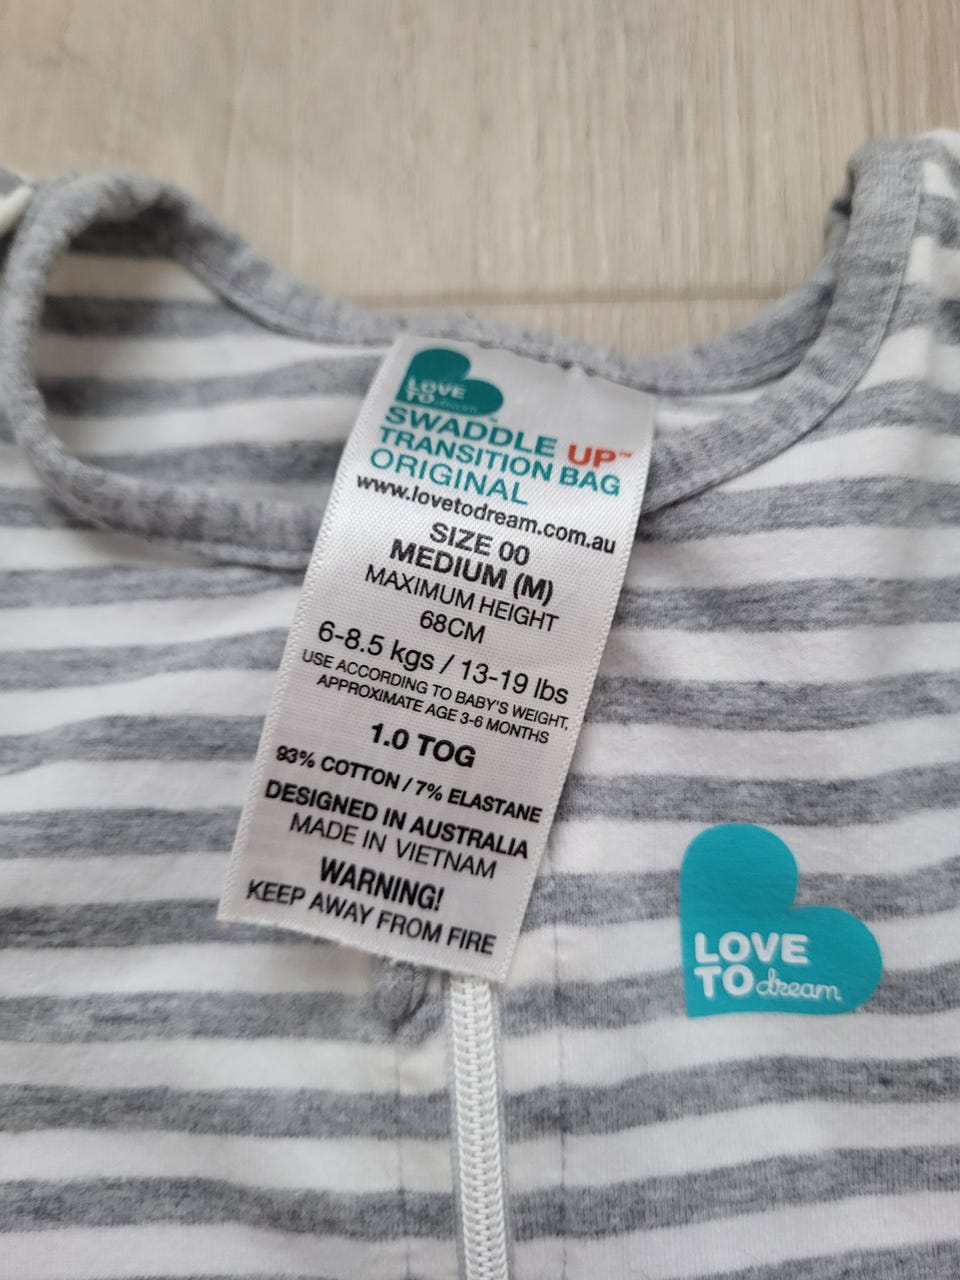 LOVE
TO dream
SWADDLE UP™
TRANSITION BAG
ORIGINAL
www.lovetodream.com.au
SIZE 00
MEDIUM (M)
MAXIMUM HEIGHT
68CM
6-8.5 kgs / 13-19 lbs
USE ACCORDING TO BABY'S WEIGHT,
APPROXIMATE AGE 3-6 MONTHS
1.0 TOG
93% COTTON / 7% ELASTANE
DESIGNED IN AUSTRALIA
MADE IN VIETNAM
WARNING!
KEEP AWAY FROM FIRE
LOVE
TO dream